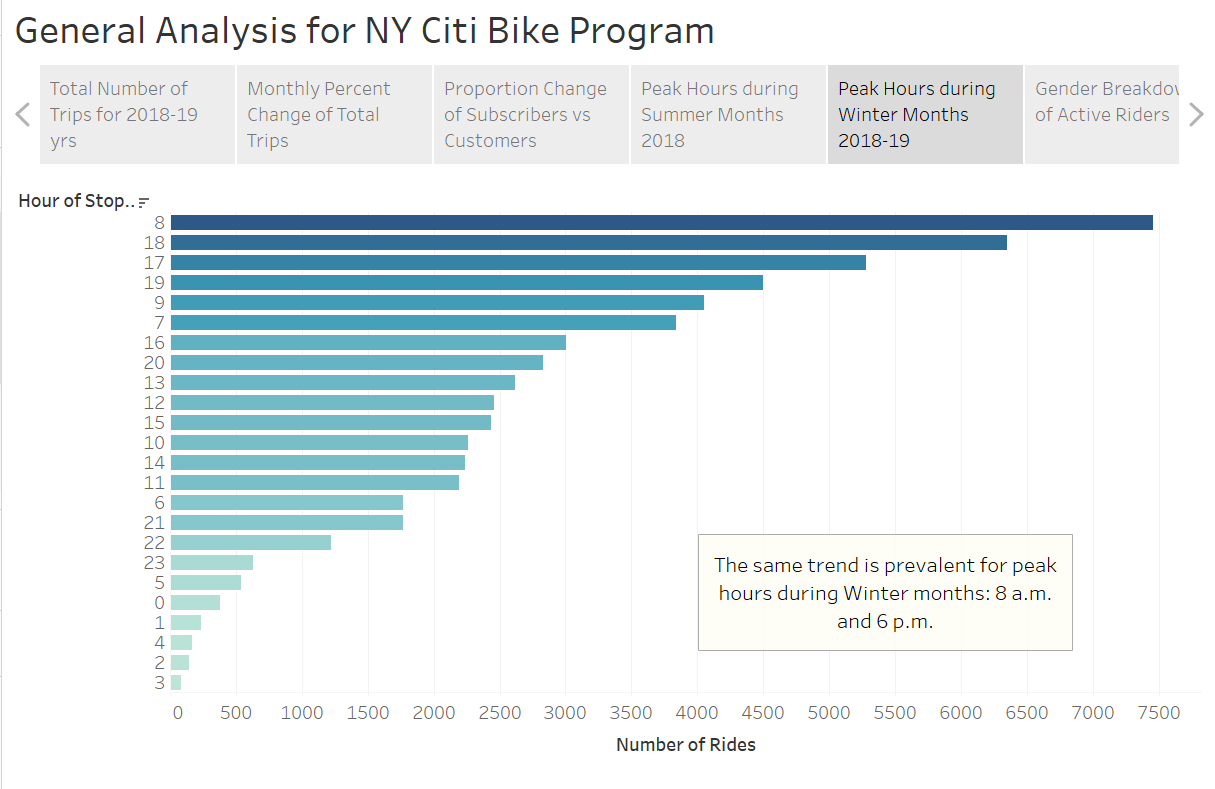 General Analysis for NY Citi Bike Program
Total Number of
Trips for 2018-19
yrs
Monthly Percent
Change of Total
Trips
Proportion Change
of Subscribers vs
Customers
Peak Hours during
Summer Months
2018
Peak Hours during
Winter Months
2018-19
Gender Breakdov
of Active Riders
Hour of Stop..
8
18
17
19
9
7
16
20
13
12
15
10
14
11
6
21
22
23
5
0
1
4
2
3
The same trend is prevalent for peak
hours during Winter months: 8 a.m.
and 6 p.m.
0 500 1000 1500 2000 2500 3000 3500 4000 4500 5000 5500 6000 6500 7000 7500
Number of Rides